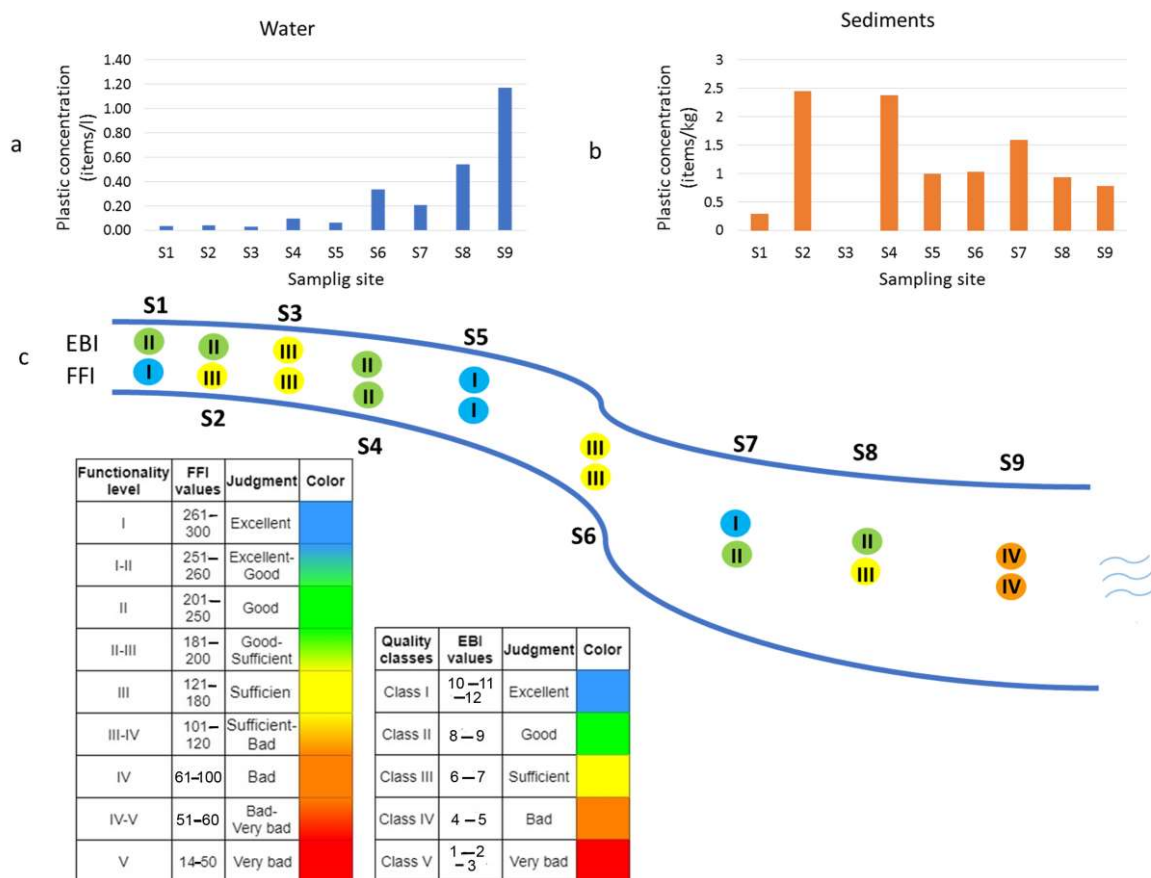 Water
a
Plastic concentration
(items/l)
1.40
1.20
1.00
0.80
0.60
0.40
0.20
0.00
S1 S2 S3 S4 S5 S6 S7 S8 S9
Samplig site
Sediments
b
Plastic concentration
(items/kg)
3
2.5
2
1.5
1
0.5
0
S1 S2 S3 S4 S5 S6 S7 S8 S9
Sampling site
c
S1 S3 S5
EBI II II III II I
FFI I III III II I
S2 S4
III
III
S6
S7 S8 S9
I II IV
II III IV
Functionality level FFI values Judgment Color
I 261–300 Excellent
I-II 251–260 Excellent-Good
II 201–250 Good
II-III 181–200 Good-Sufficient
III 121–180 Sufficien
III-IV 101–120 Sufficient-Bad
IV 61–100 Bad
IV-V 51–60 Bad-Very bad
V 14–50 Very bad
Quality classes EBI values Judgment Color
Class I 10–11–12 Excellent
Class II 8–9 Good
Class III 6–7 Sufficient
Class IV 4–5 Bad
Class V 1–2–3 Very bad